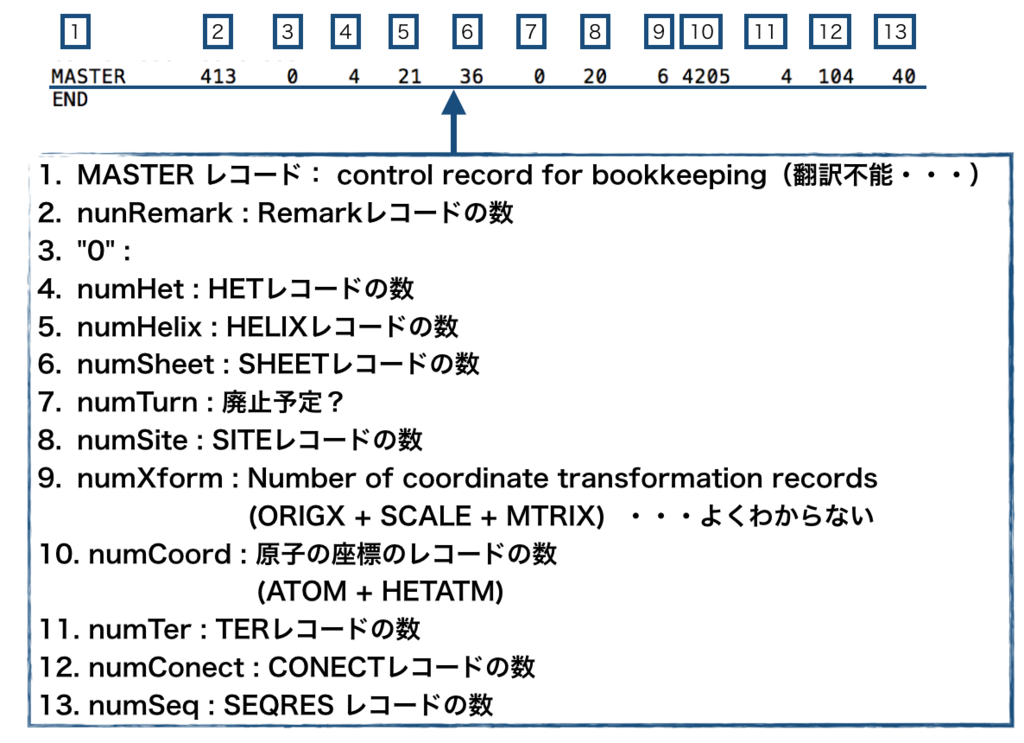 1 2 3 4 5 6 7 8 9 10 11 12 13
MASTER 413 0 4 21 36 0 20 6 4205 4 104 40
END
1. MASTER レコード： control record for bookkeeping（翻訳不能・・・）
2. nunRemark : Remarkレコードの数
3. "0" :
4. numHet : HETレコードの数
5. numHelix : HELIXレコードの数
6. numSheet : SHEETレコードの数
7. numTurn : 廃止予定？
8. numSite : SITEレコードの数
9. numXform : Number of coordinate transformation records
(ORIGX + SCALE + MTRIX) ・・・よくわからない
10. numCoord : 原子の座標のレコードの数
(ATOM + HETATM)
11. numTer : TERレコードの数
12. numConect : CONECTレコードの数
13. numSeq : SEQRES レコードの数